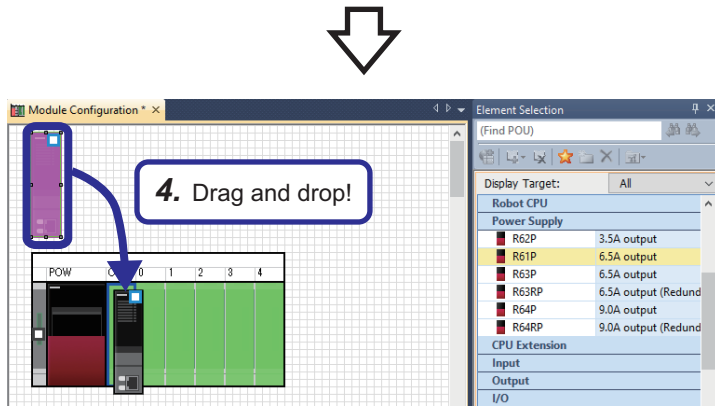 Module Configuration * ×
Element Selection
(Find POU)
Display Target: All
Robot CPU
Power Supply
R62P 3.5A output
R61P 6.5A output
R63P 6.5A output
R63RP 6.5A output (Redund
R64P 9.0A output
R64RP 9.0A output (Redund
CPU Extension
Input
Output
I/O
4. Drag and drop!
POW 0 1 2 3 4